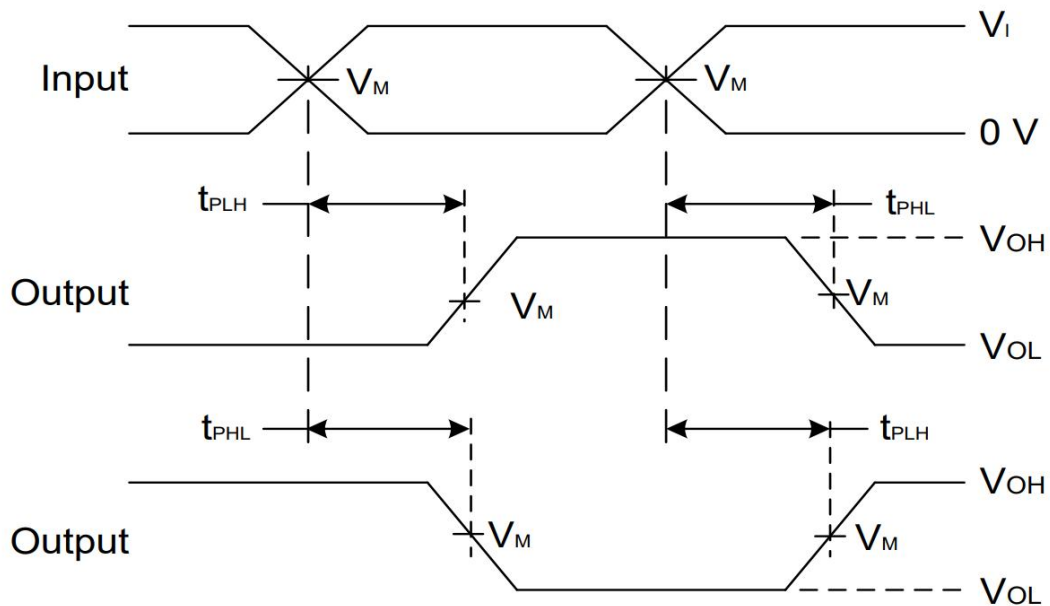 VI
Input VM VM
0 V
tPLH tPHL
VOH
Output VM VM
VOL
tPHL tPLH
VOH
Output VM VM
VOL